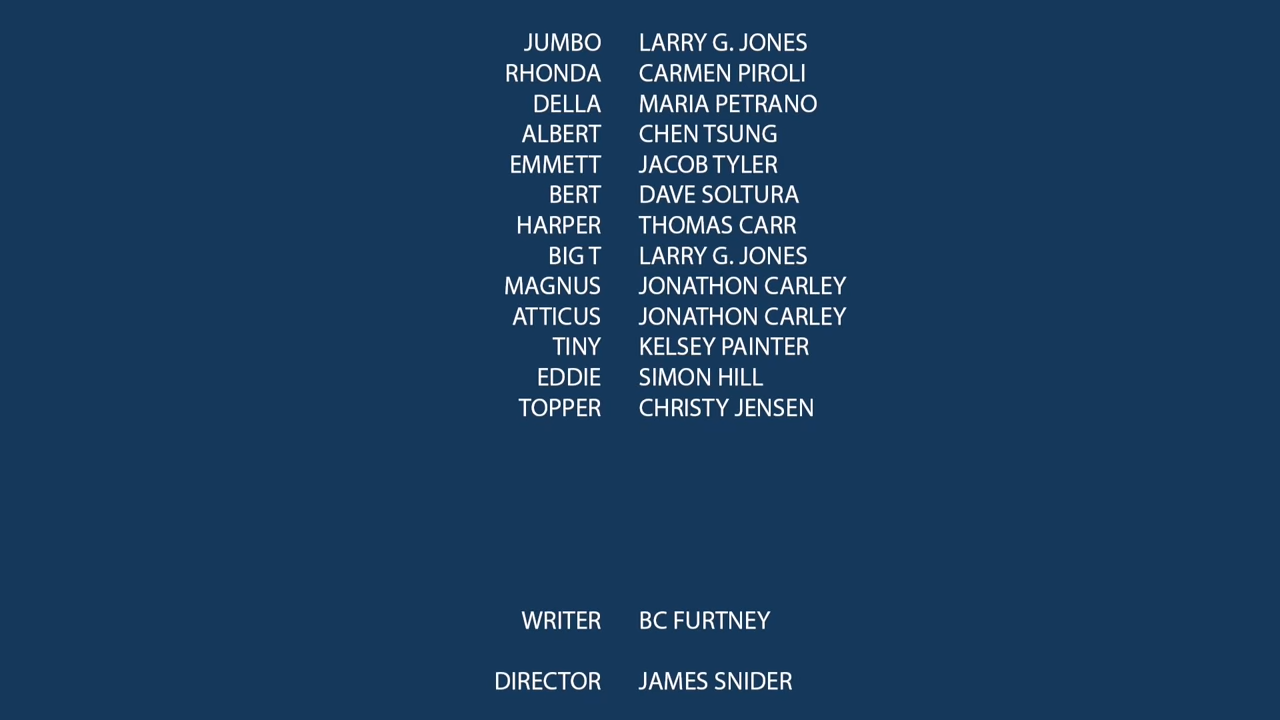 JUMBO LARRY G. JONES
RHONDA CARMEN PIROLI
DELLA MARIA PETRANO
ALBERT CHEN TSUNG
EMMETT JACOB TYLER
BERT DAVE SOLTURA
HARPER THOMAS CARR
BIG T LARRY G. JONES
MAGNUS JONATHON CARLEY
ATTICUS JONATHON CARLEY
TINY KELSEY PAINTER
EDDIE SIMON HILL
TOPPER CHRISTY JENSEN
WRITER BC FURTNEY
DIRECTOR JAMES SNIDER